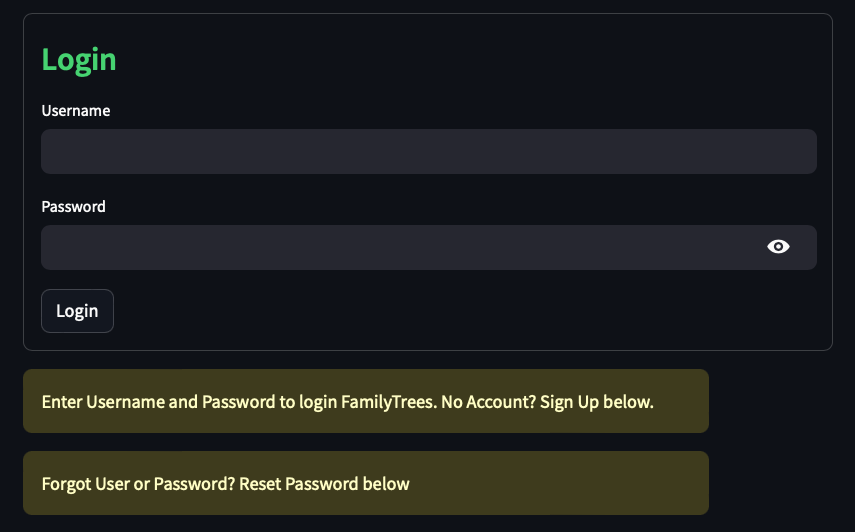 Login
Username
Password
Login
Enter Username and Password to login FamilyTrees. No Account? Sign Up below.
Forgot User or Password? Reset Password below